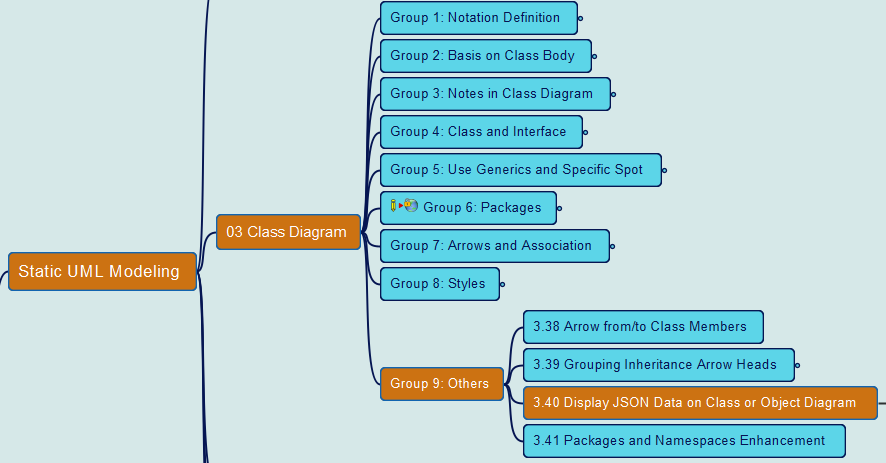 Static UML Modeling
03 Class Diagram
Group 1: Notation Definition
Group 2: Basis on Class Body
Group 3: Notes in Class Diagram
Group 4: Class and Interface
Group 5: Use Generics and Specific Spot
Group 6: Packages
Group 7: Arrows and Association
Group 8: Styles
Group 9: Others
3.38 Arrow from/to Class Members
3.39 Grouping Inheritance Arrow Heads
3.40 Display JSON Data on Class or Object Diagram
3.41 Packages and Namespaces Enhancement